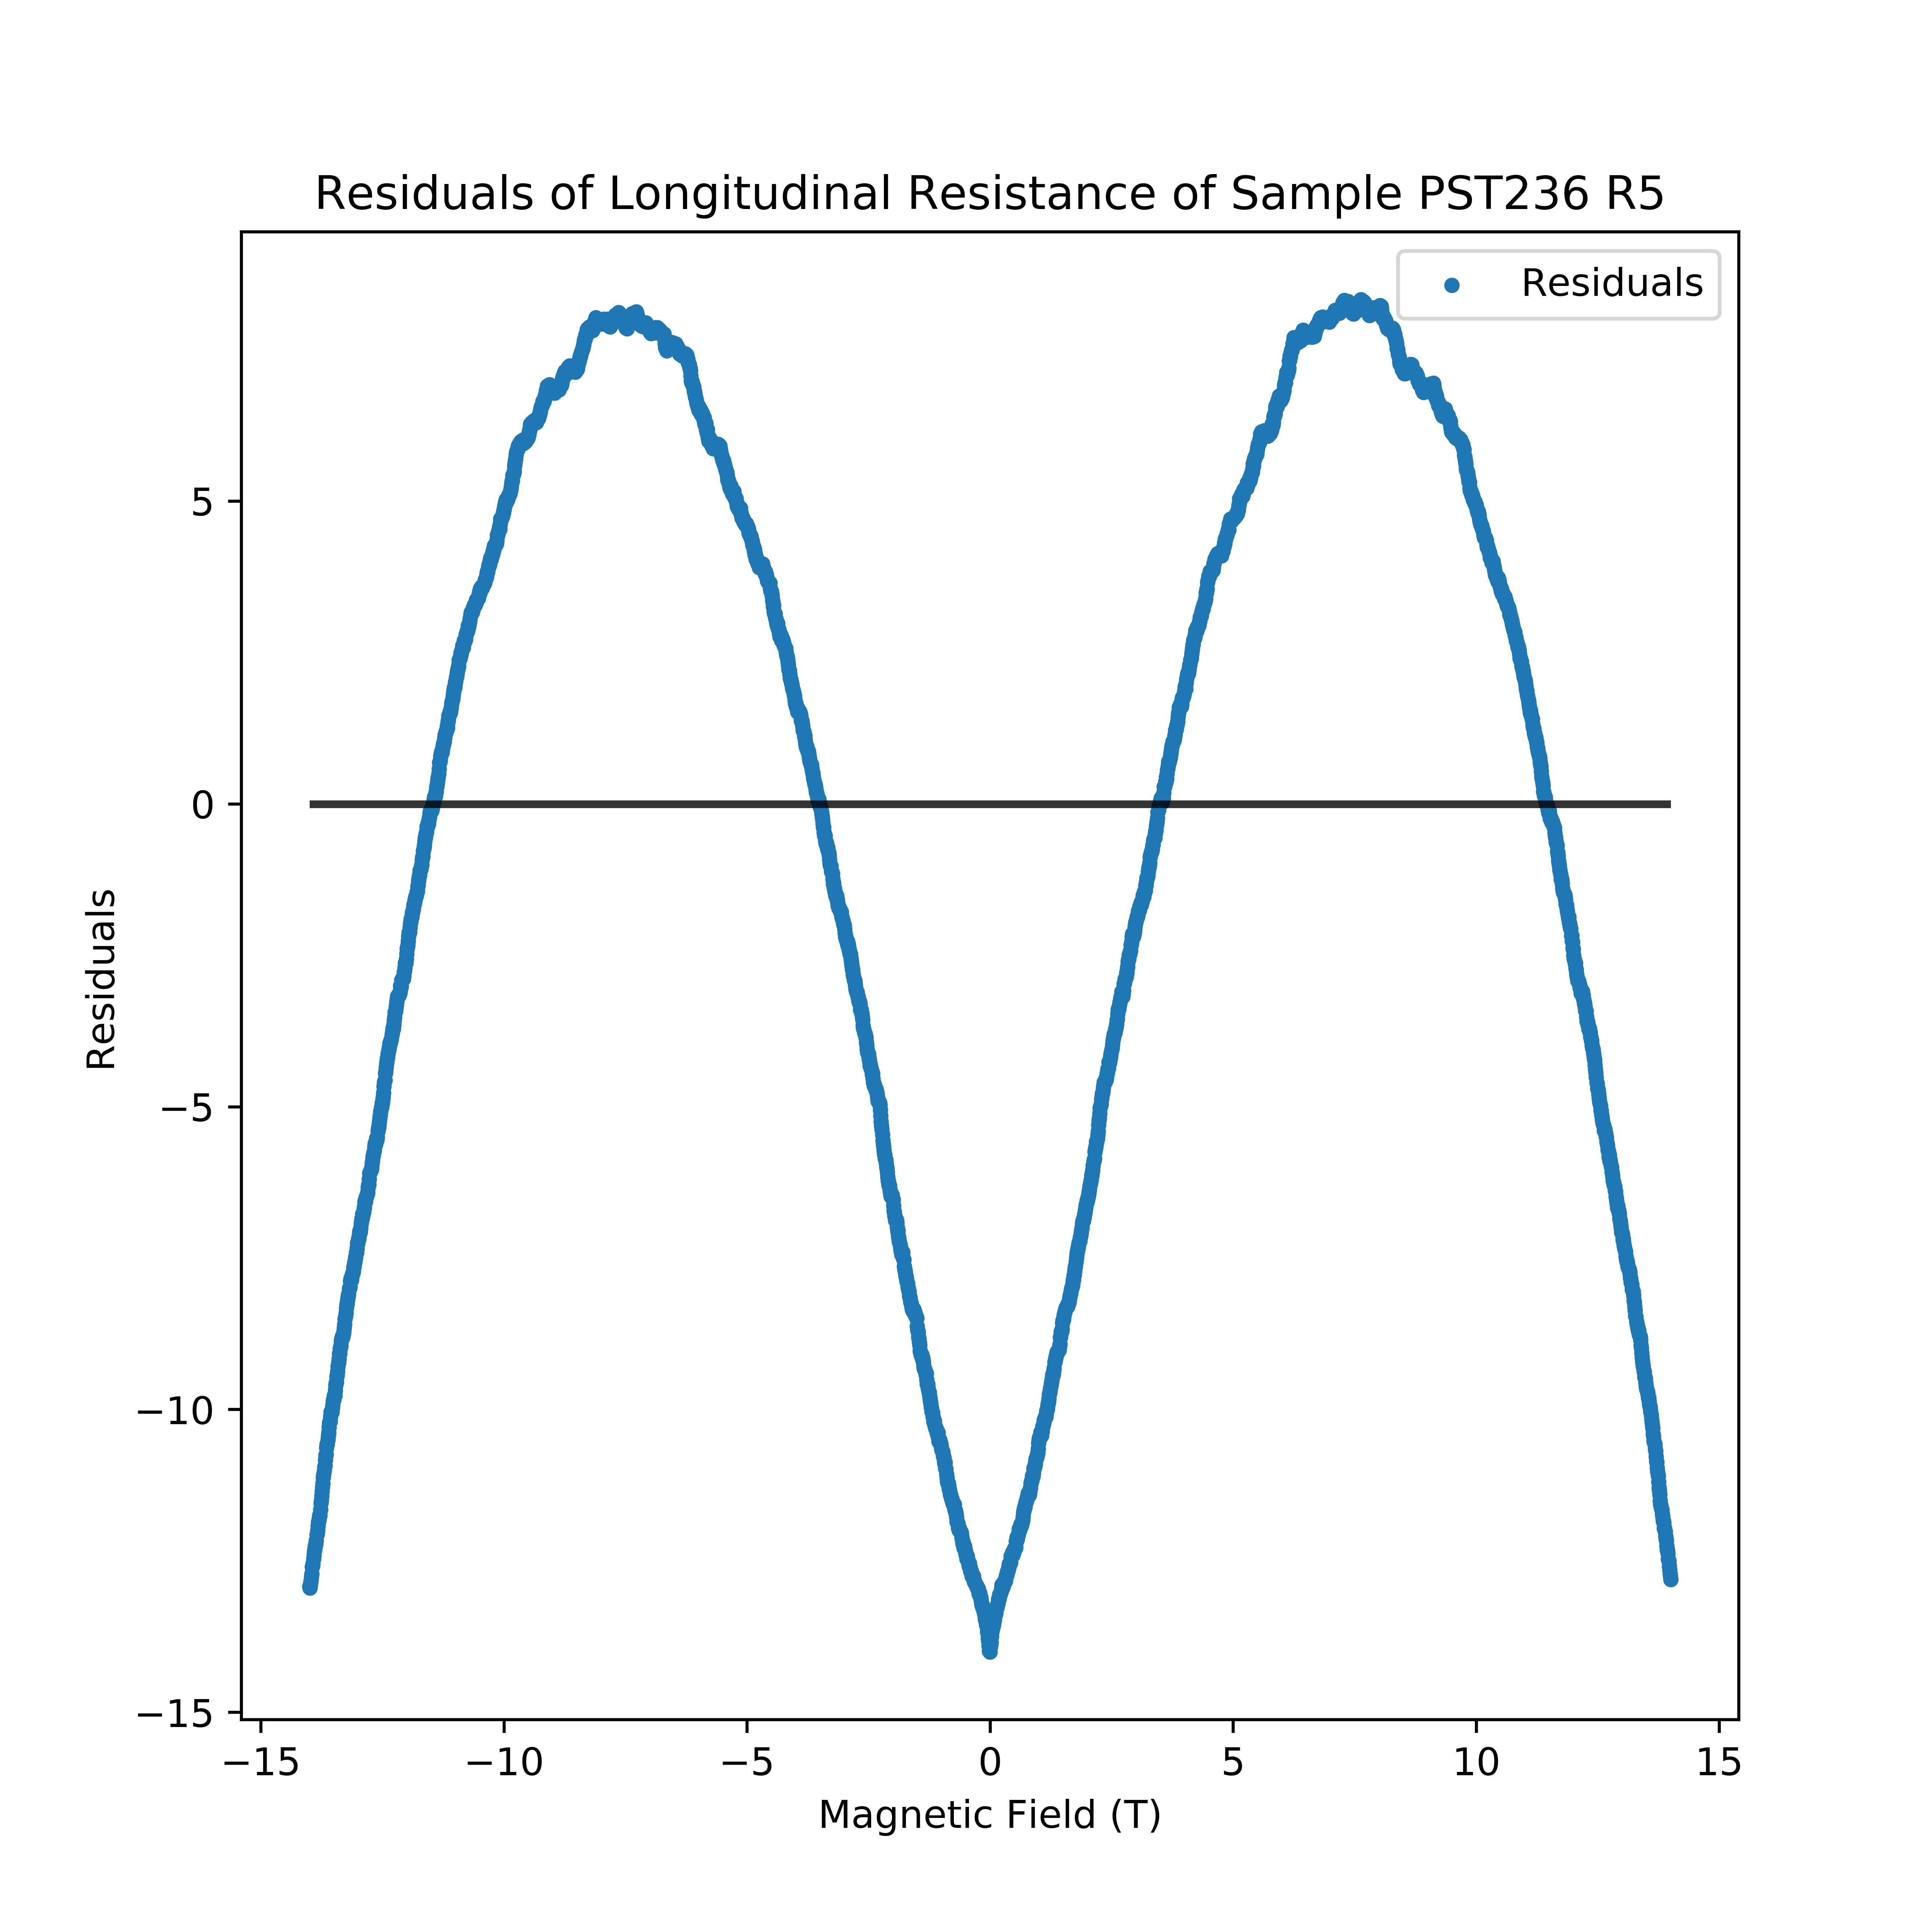 Residuals of Longitudinal Resistance of Sample PST236 R5
Residuals
5
0
−5
−10
−15
Residuals
−15 −10 −5 0 5 10 15
Magnetic Field (T)